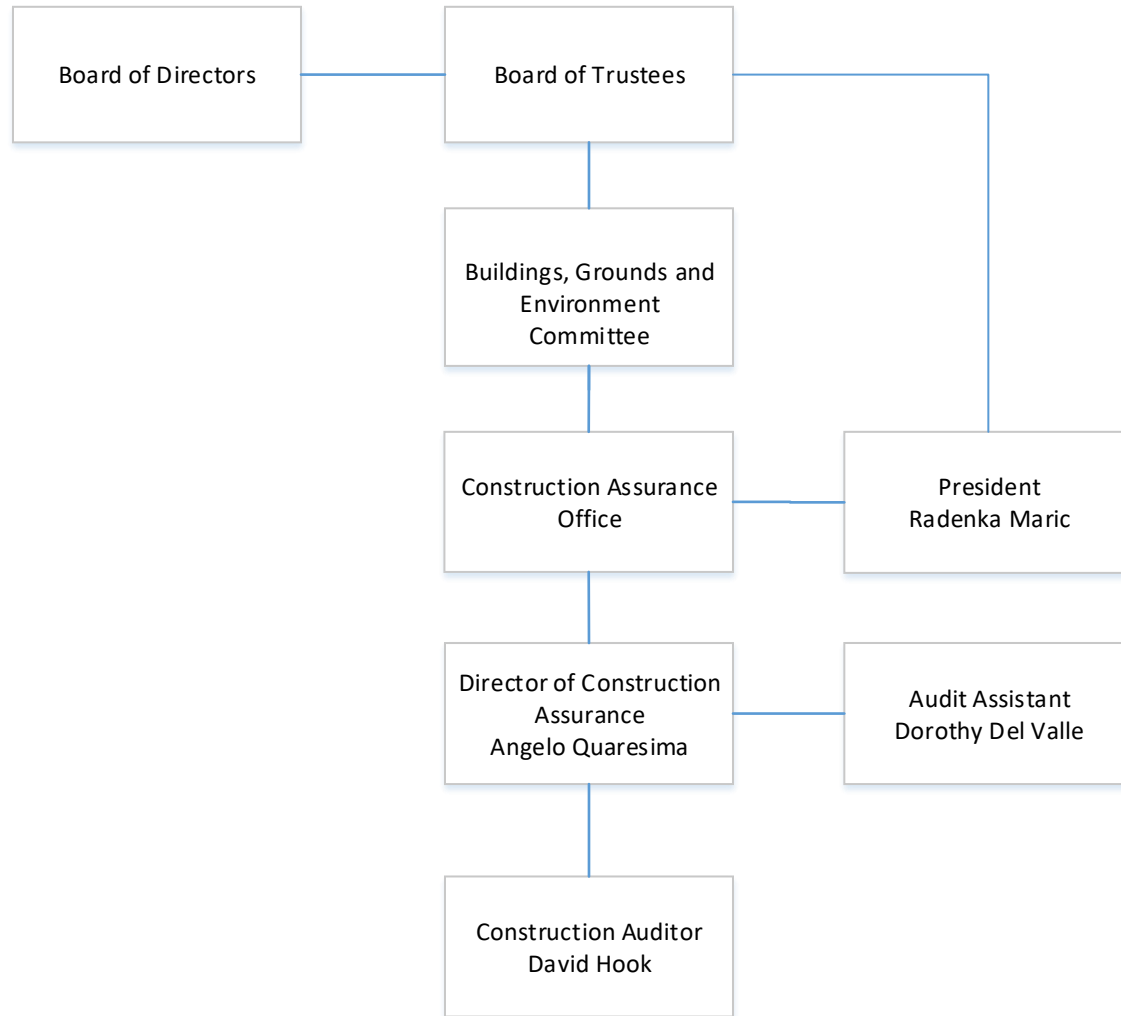 Board of Directors
Board of Trustees
Buildings, Grounds and
Environment
Committee
Construction Assurance
Office
President
Radenka Maric
Director of Construction
Assurance
Angelo Quaresima
Audit Assistant
Dorothy Del Valle
Construction Auditor
David Hook